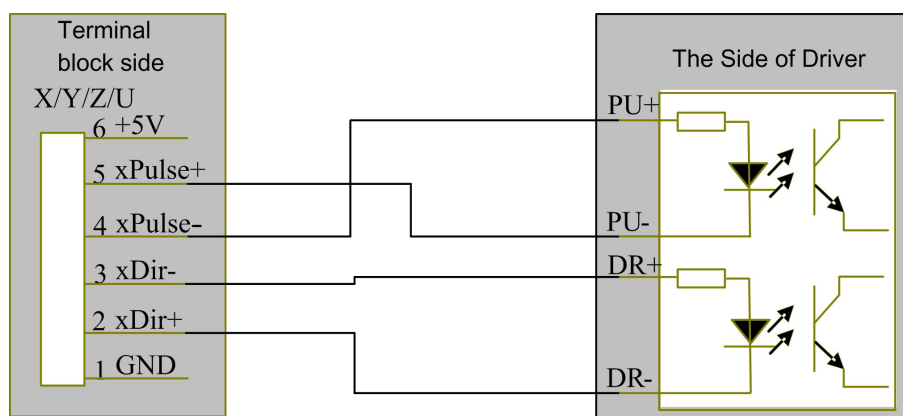 Terminal
block side
X/Y/Z/U
6 +5V
5 xPulse+
4 xPulse-
3 xDir-
2 xDir+
1 GND
The Side of Driver
PU+
PU-
DR+
DR-